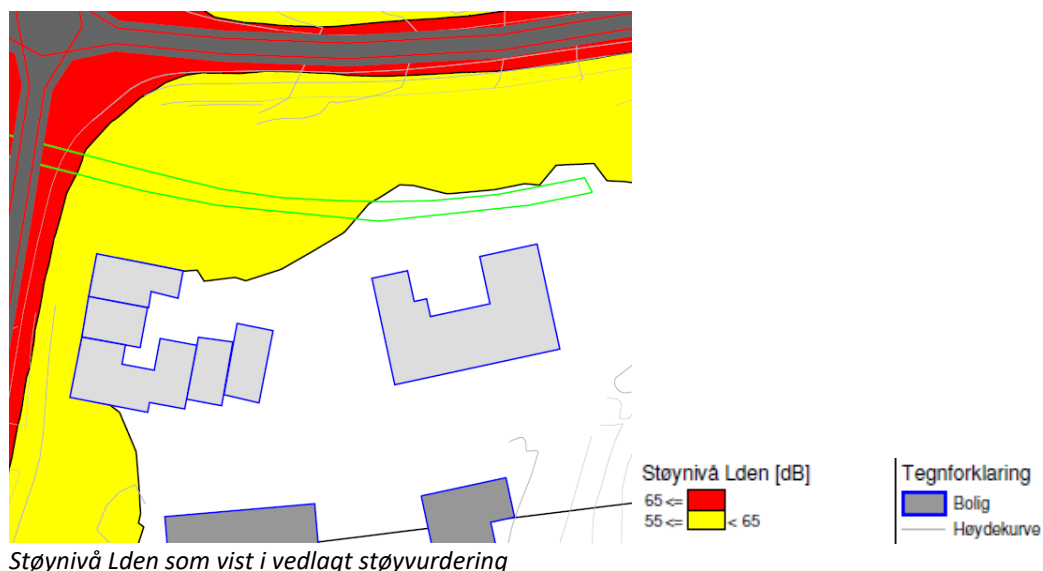 Støynivå Lden [dB]
65 <=
55 <= < 65
Tegnforklaring
Bolig
Høydekurve
Støynivå Lden som vist i vedlagt støyvurdering